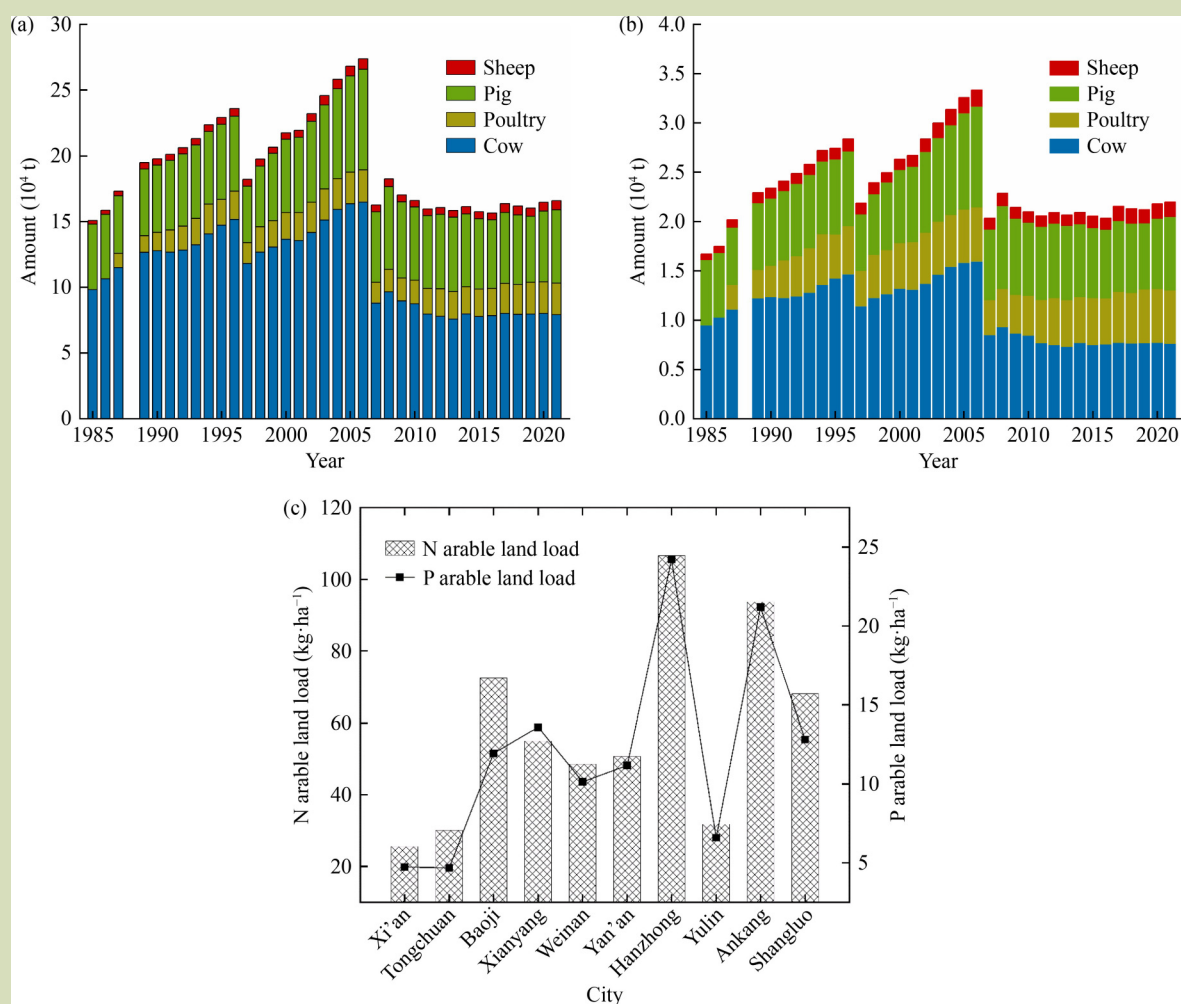 (a)
30
25
20
15
10
5
0
Amount (10⁴ t)
Sheep
Pig
Poultry
Cow
1985 1990 1995 2000 2005 2010 2015 2020
Year
(b)
4.0
3.5
3.0
2.5
2.0
1.5
1.0
0.5
0.0
Amount (10⁴ t)
Sheep
Pig
Poultry
Cow
1985 1990 1995 2000 2005 2010 2015 2020
Year
(c)
120
100
80
60
40
20
N arable land load (kg·ha⁻¹)
N arable land load
P arable land load
25
20
15
10
5
P arable land load (kg·ha⁻¹)
Xi’an
Tongchuan
Baoji
Xianyang
Weinan
Yan’an
Hanzhong
Yulin
Ankang
Shangluo
City